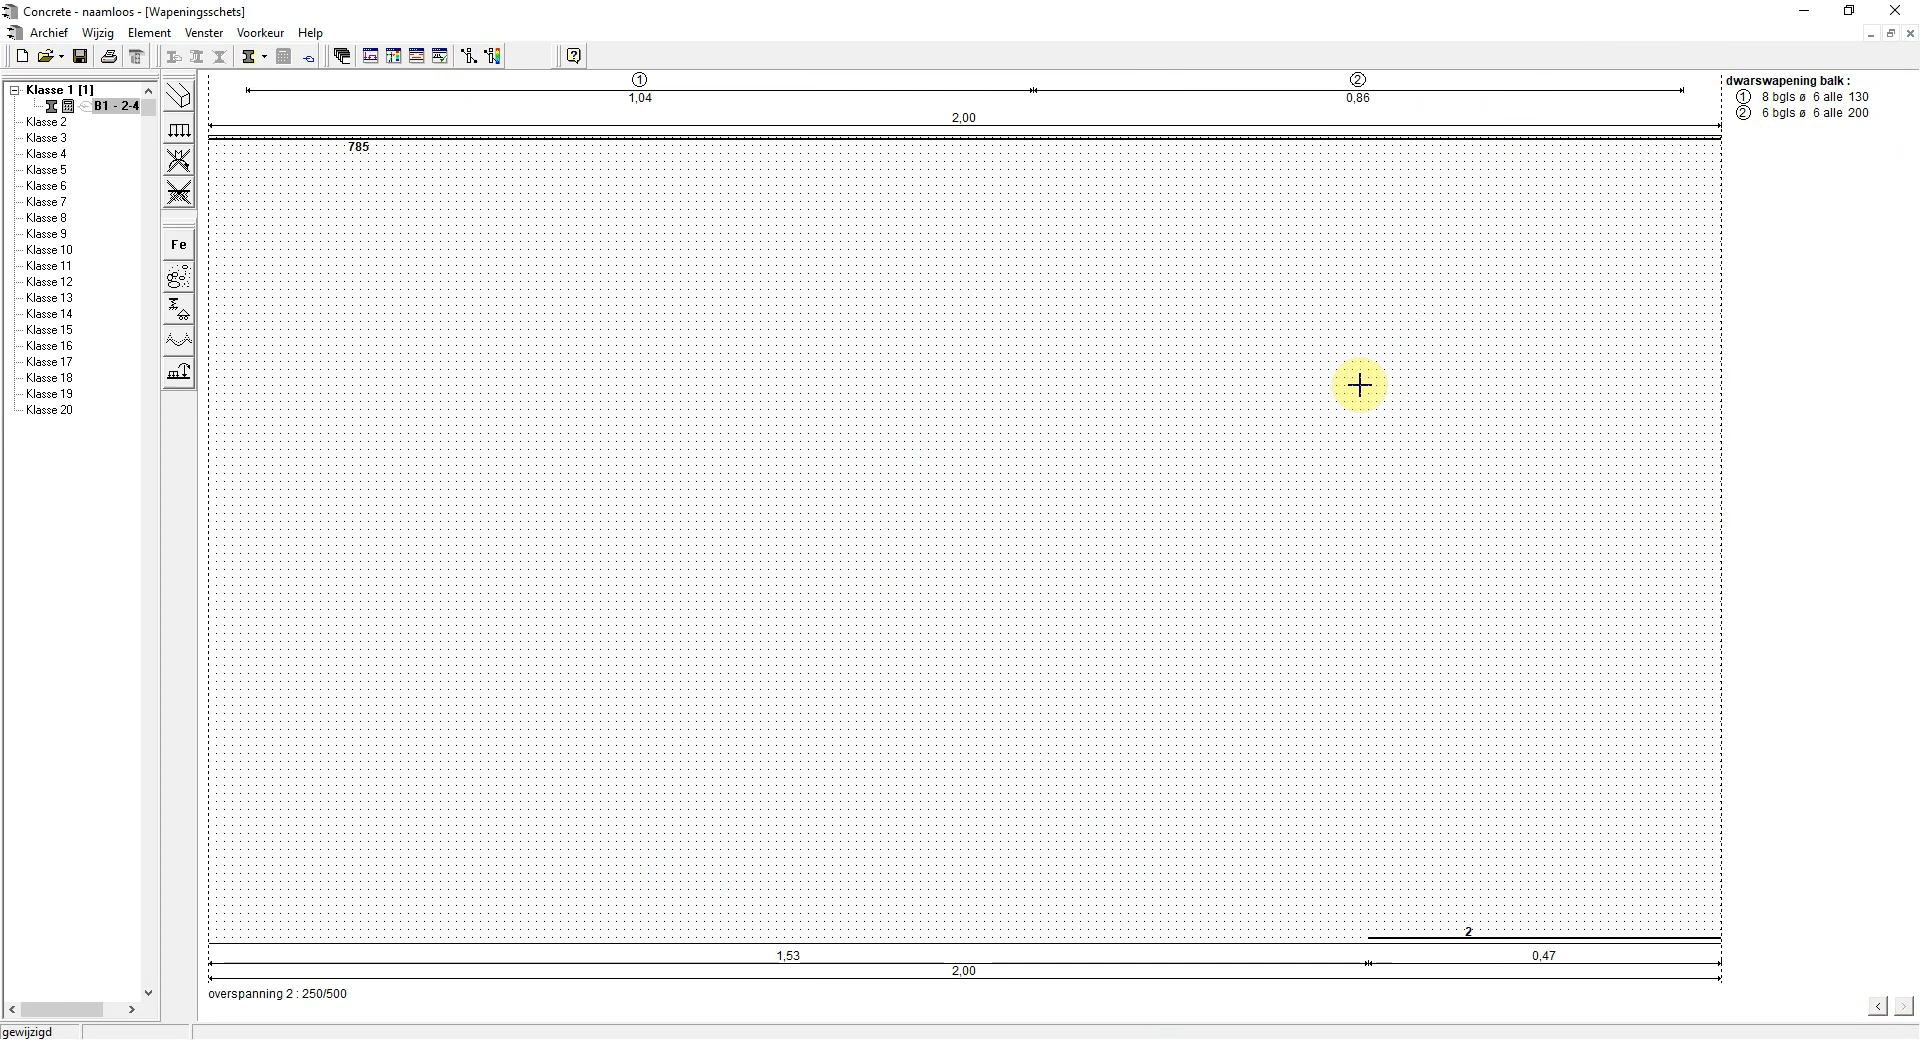 Concrete - naamloos - [Wapeningsschets]
Archief Wijzig Element Venster Voorkeur Help
Klasse 1 [1]
B1 - 2-4
Klasse 2
Klasse 3
Klasse 4
Klasse 5
Klasse 6
Klasse 7
Klasse 8
Klasse 9
Klasse 10
Klasse 11
Klasse 12
Klasse 13
Klasse 14
Klasse 15
Klasse 16
Klasse 17
Klasse 18
Klasse 19
Klasse 20
Fe
1 2
1,04 0,86
2,00
785
dwarswapening balk :
1 8 bgls ø 6 alle 130
2 6 bgls ø 6 alle 200
2
1,53 0,47
2,00
overspanning 2 : 250/500
gewijzigd